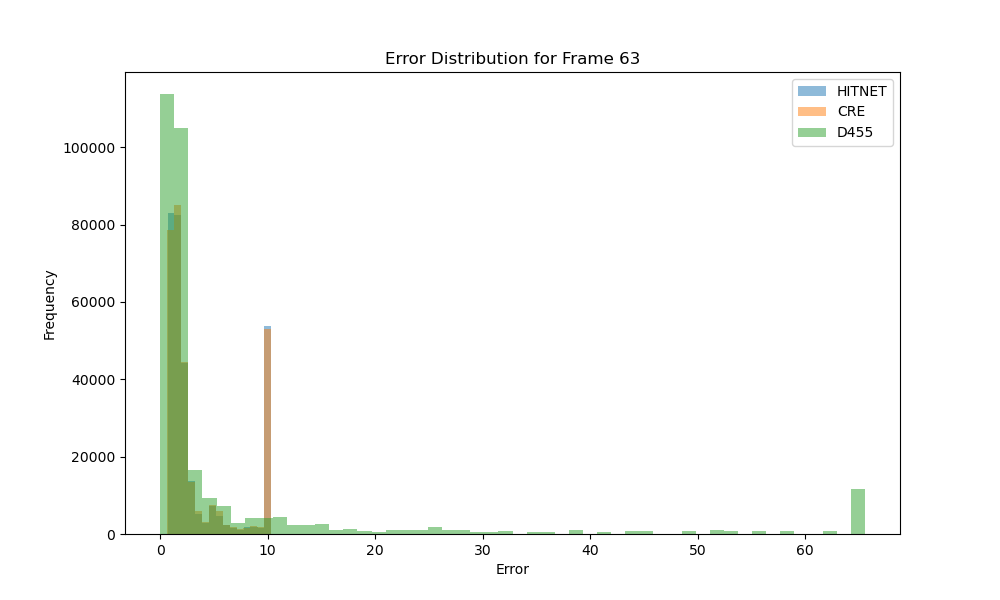 Error Distribution for Frame 63
HITNET
CRE
D455
Frequency
100000
80000
60000
40000
20000
0
0 10 20 30 40 50 60
Error